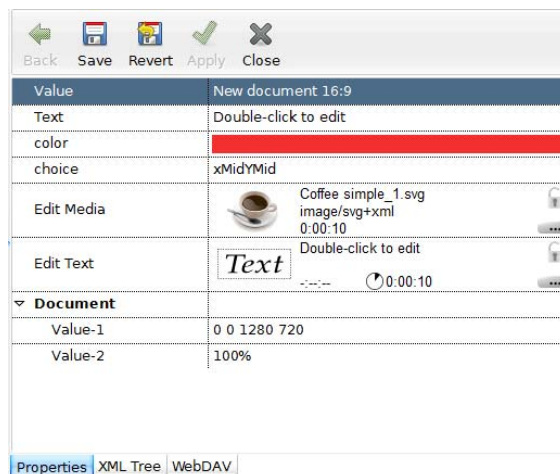 Back Save Revert Apply Close
Value New document 16:9
Text Double-click to edit
color
choice xMidYMid
Edit Media
Coffee simple_1.svg
image/svg+xml
0:00:10
Edit Text
Text
Double-click to edit
-:--:-- 0:00:10
Document
Value-1 0 0 1280 720
Value-2 100%
Properties XML Tree WebDAV